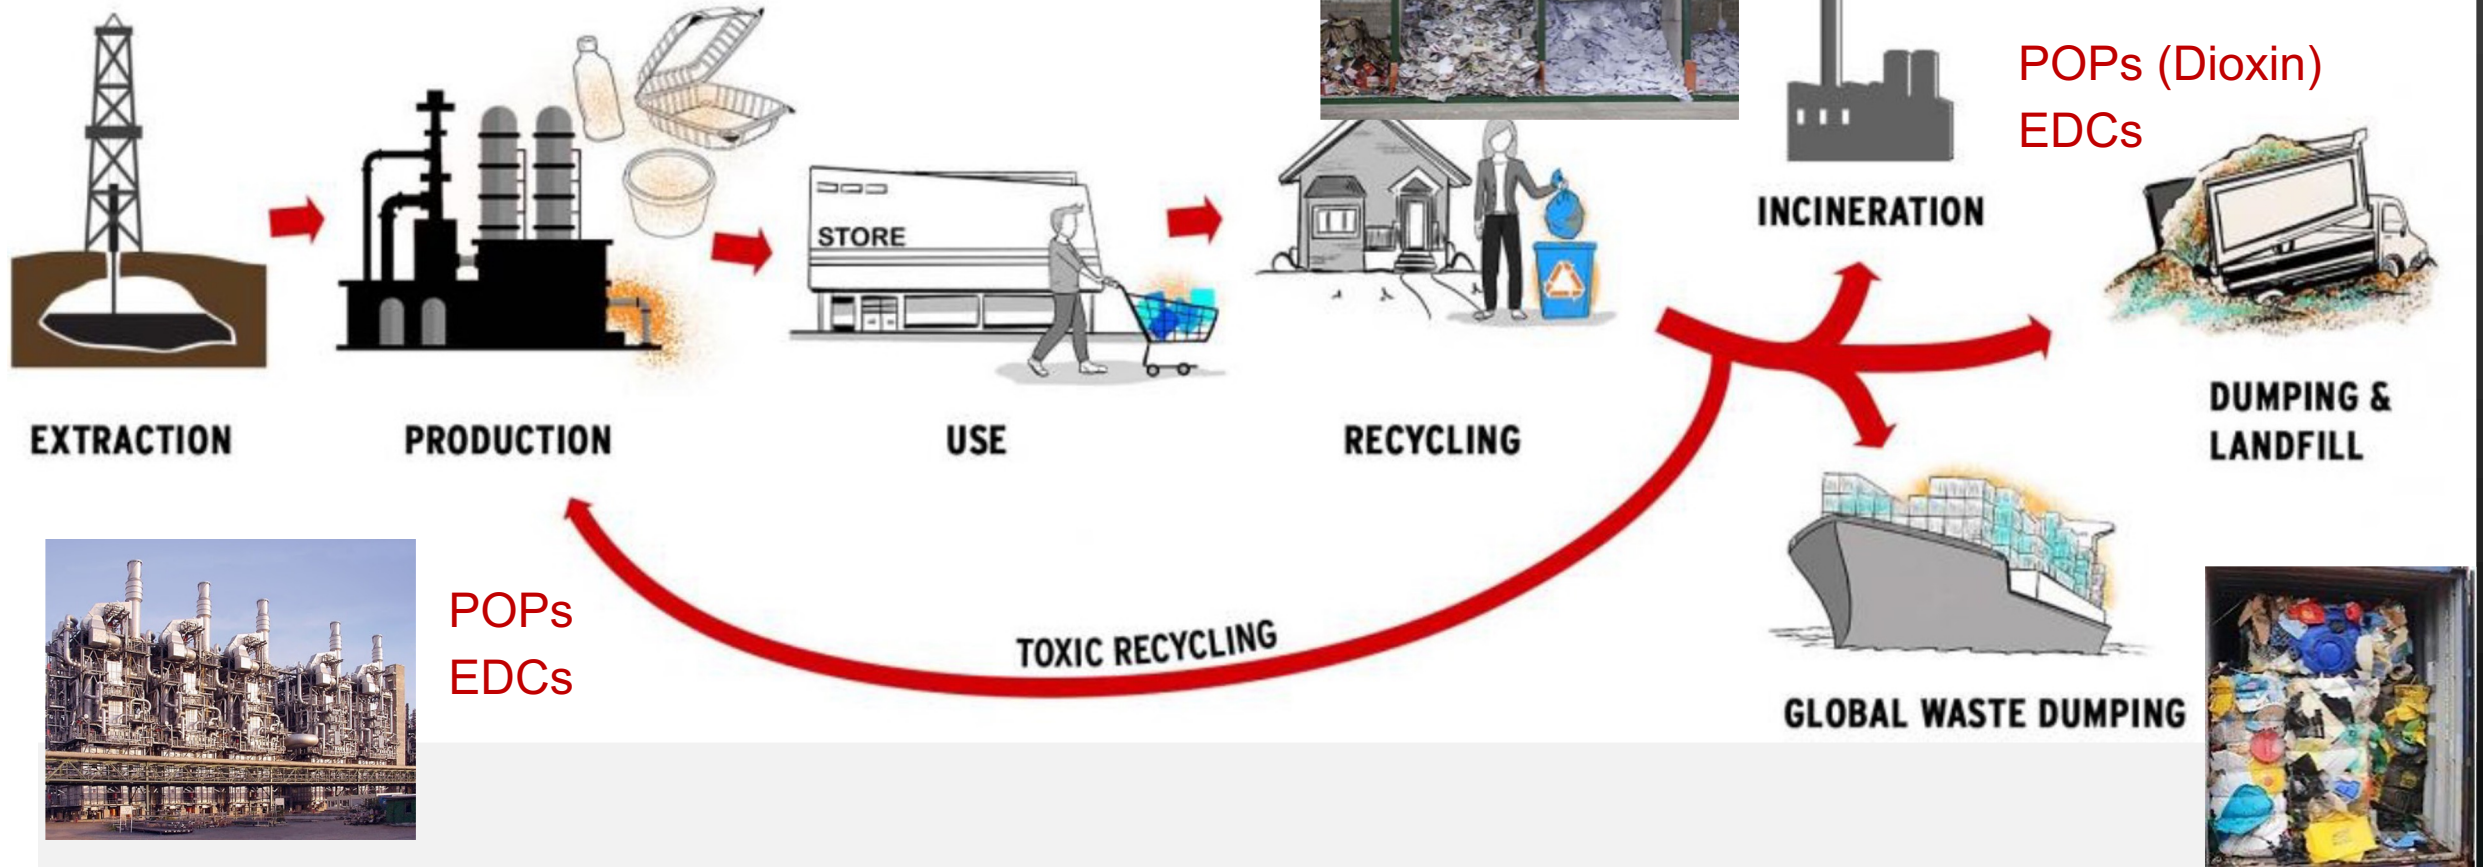 POPs (Dioxin)
EDCs
STORE
INCINERATION
EXTRACTION
PRODUCTION
USE
RECYCLING
DUMPING &
LANDFILL
POPs
EDCs
TOXIC RECYCLING
GLOBAL WASTE DUMPING